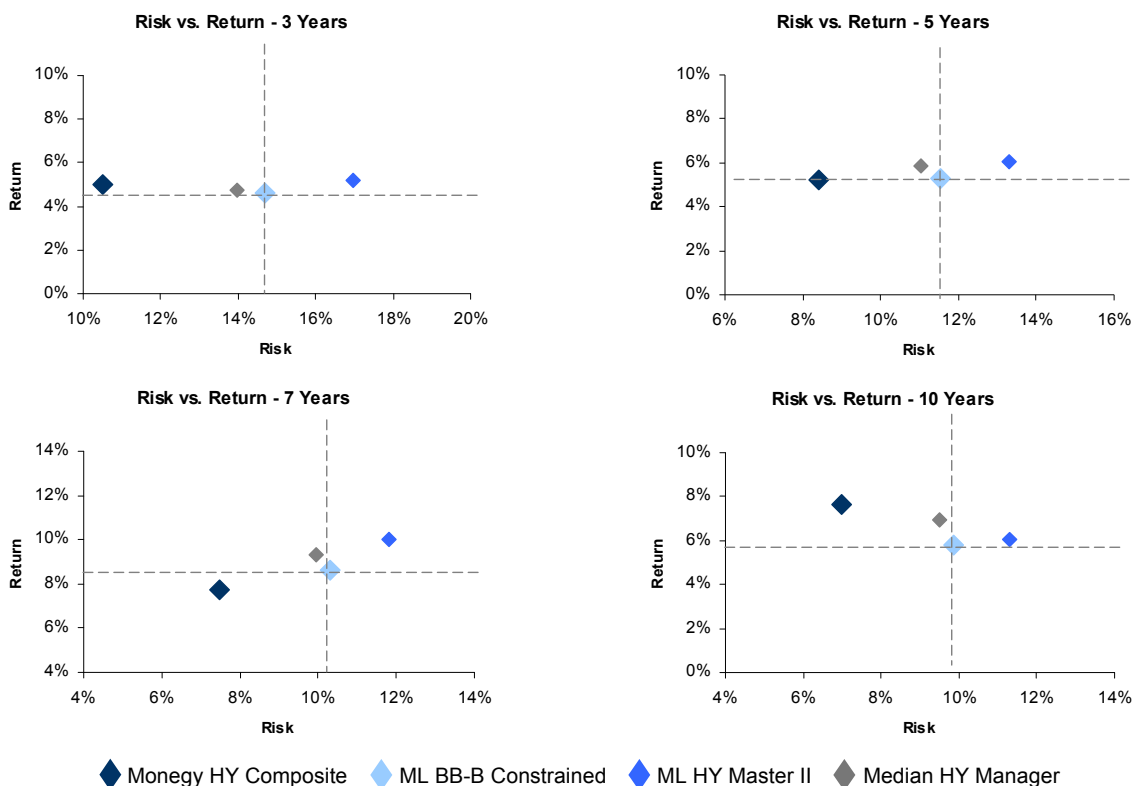 Risk vs. Return - 3 Years
10%
8%
6%
4%
2%
0%
Return
10% 12% 14% 16% 18% 20%
Risk
Risk vs. Return - 5 Years
10%
8%
6%
4%
2%
0%
Return
6% 8% 10% 12% 14% 16%
Risk
Risk vs. Return - 7 Years
14%
12%
10%
8%
6%
4%
Return
4% 6% 8% 10% 12% 14%
Risk
Risk vs. Return - 10 Years
10%
8%
6%
4%
2%
0%
Return
4% 6% 8% 10% 12% 14%
Risk
Monegy HY Composite ML BB-B Constrained ML HY Master II Median HY Manager